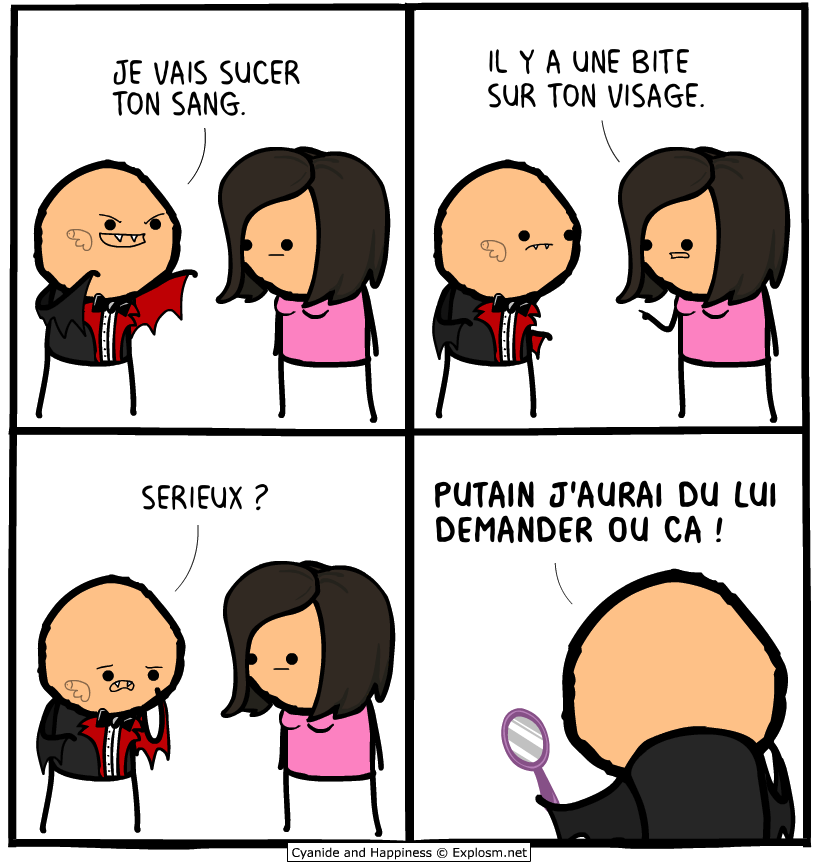 JE VAIS SUCER
TON SANG.
IL Y A UNE BITE
SUR TON VISAGE.
SERIEUX ?
PUTAIN J'AURAI DU LUI
DEMANDER OU CA !
Cyanide and Happiness © Explosm.net